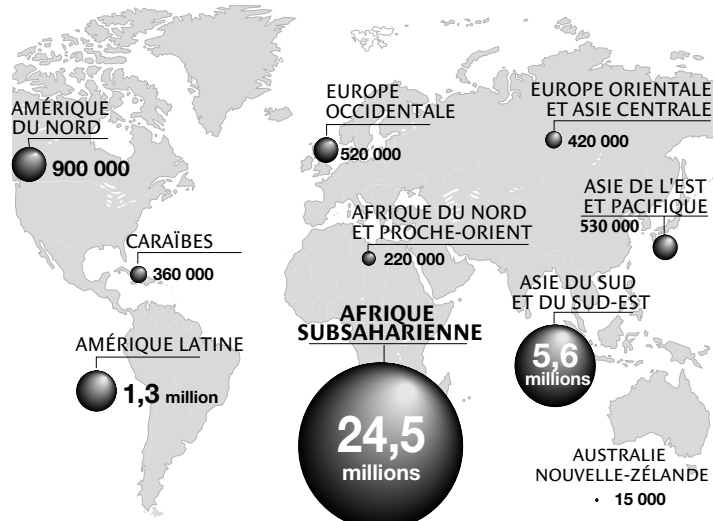 AMÉRIQUE
DU NORD
900 000
EUROPE
OCCIDENTALE
520 000
EUROPE ORIENTALE
ET ASIE CENTRALE
420 000
ASIE DE L'EST
ET PACIFIQUE
530 000
AFRIQUE DU NORD
ET PROCHE-ORIENT
220 000
CARAÏBES
360 000
ASIE DU SUD
ET DU SUD-EST
5,6
millions
AFRIQUE
SUBSAHARIENNE
24,5
millions
AMÉRIQUE LATINE
1,3 million
AUSTRALIE
NOUVELLE-ZÉLANDE
15 000